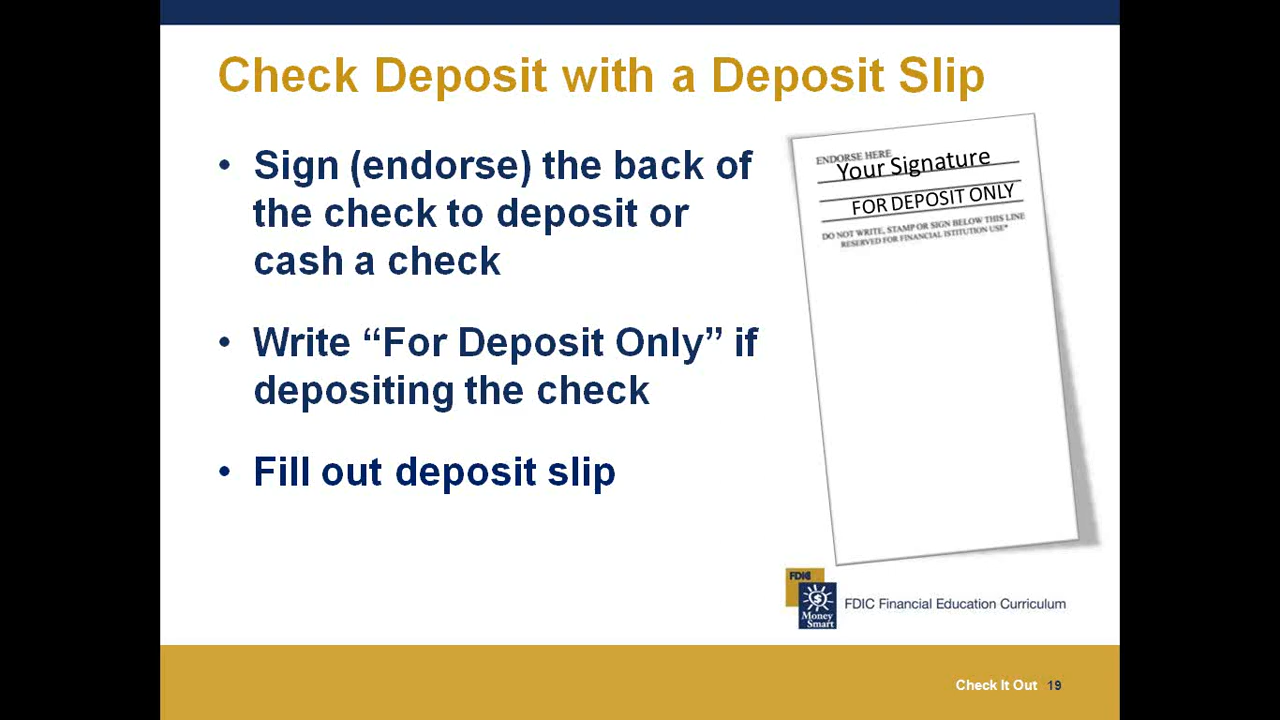 Check Deposit with a Deposit Slip
• Sign (endorse) the back of
the check to deposit or
cash a check
• Write “For Deposit Only” if
depositing the check
• Fill out deposit slip
ENDORSE HERE
Your Signature
FOR DEPOSIT ONLY
DO NOT WRITE, STAMP OR SIGN BELOW THIS LINE
RESERVED FOR FINANCIAL ISTITUTION USE*
FDIC
Money
Smart
FDIC Financial Education Curriculum
Check It Out 19